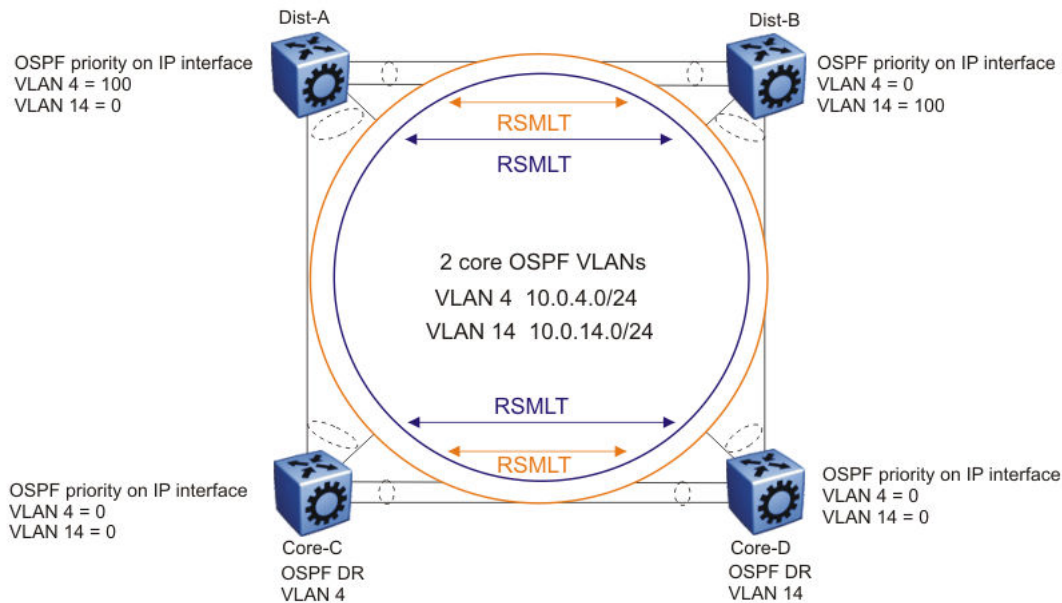 Dist-A
Dist-B
OSPF priority on IP interface
VLAN 4 = 100
VLAN 14 = 0
OSPF priority on IP interface
VLAN 4 = 0
VLAN 14 = 100
RSMLT
RSMLT
2 core OSPF VLANs
VLAN 4 10.0.4.0/24
VLAN 14 10.0.14.0/24
RSMLT
RSMLT
OSPF priority on IP interface
VLAN 4 = 0
VLAN 14 = 0
OSPF priority on IP interface
VLAN 4 = 0
VLAN 14 = 0
Core-C
OSPF DR
VLAN 4
Core-D
OSPF DR
VLAN 14